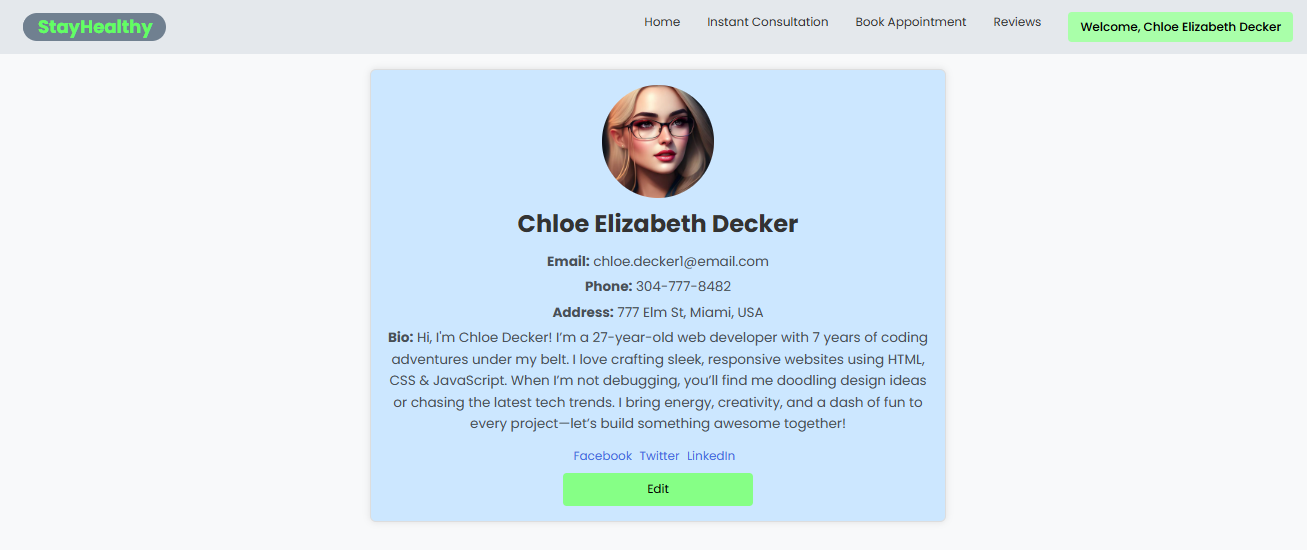 StayHealthy
Home
Instant Consultation
Book Appointment
Reviews
Welcome, Chloe Elizabeth Decker
Chloe Elizabeth Decker
Email: chloe.decker1@email.com
Phone: 304-777-8482
Address: 777 Elm St, Miami, USA
Bio: Hi, I'm Chloe Decker! I’m a 27-year-old web developer with 7 years of coding
adventures under my belt. I love crafting sleek, responsive websites using HTML,
CSS & JavaScript. When I’m not debugging, you’ll find me doodling design ideas
or chasing the latest tech trends. I bring energy, creativity, and a dash of fun to
every project—let’s build something awesome together!
Facebook Twitter LinkedIn
Edit